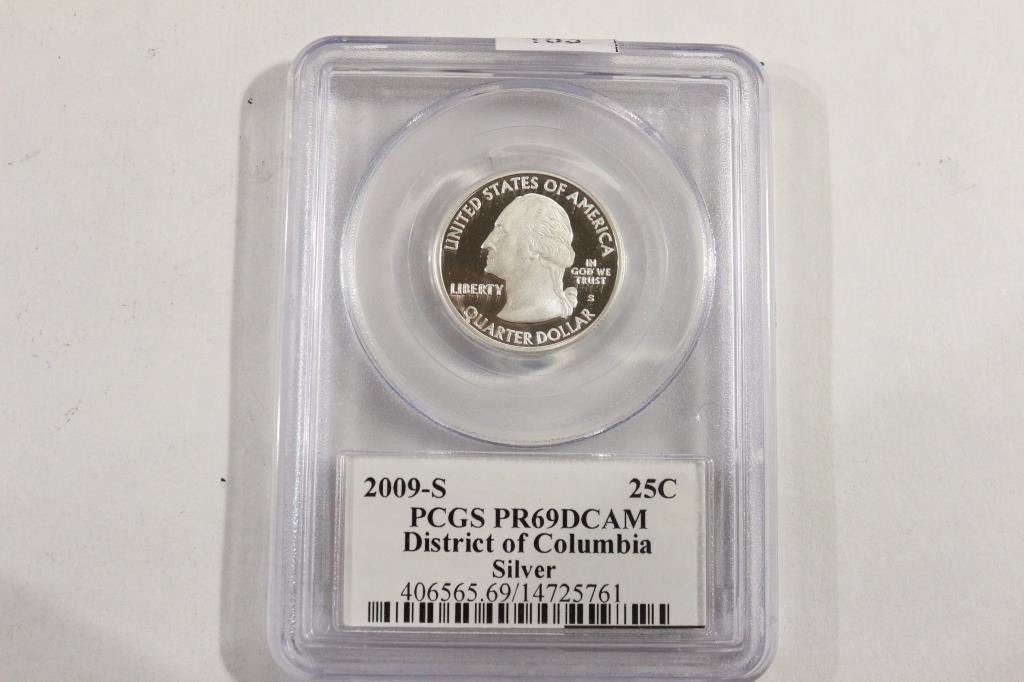 UNITED STATES OF AMERICA
LIBERTY
IN
GOD WE
TRUST
S
QUARTER DOLLAR
2009-S 25C
PCGS PR69DCAM
District of Columbia
Silver
406565.69/14725761